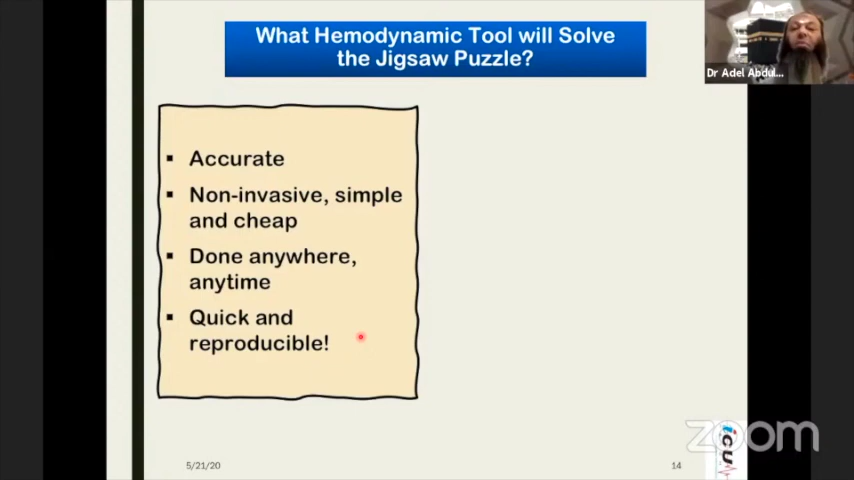 What Hemodynamic Tool will Solve
the Jigsaw Puzzle?
Dr Adel Abdul...
▪ Accurate
▪ Non-invasive, simple
and cheap
▪ Done anywhere,
anytime
▪ Quick and
reproducible!
zoom
icu
5/21/20
14